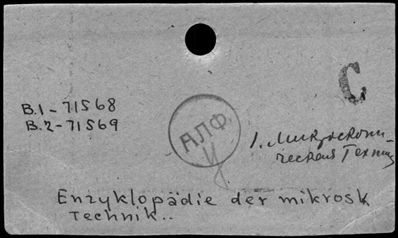 C
B.1-71568
B.2-71569
АЛФ.
1. Микроскопи-
ческая Техника
Enzyklopädie der mikrosk
Technik..